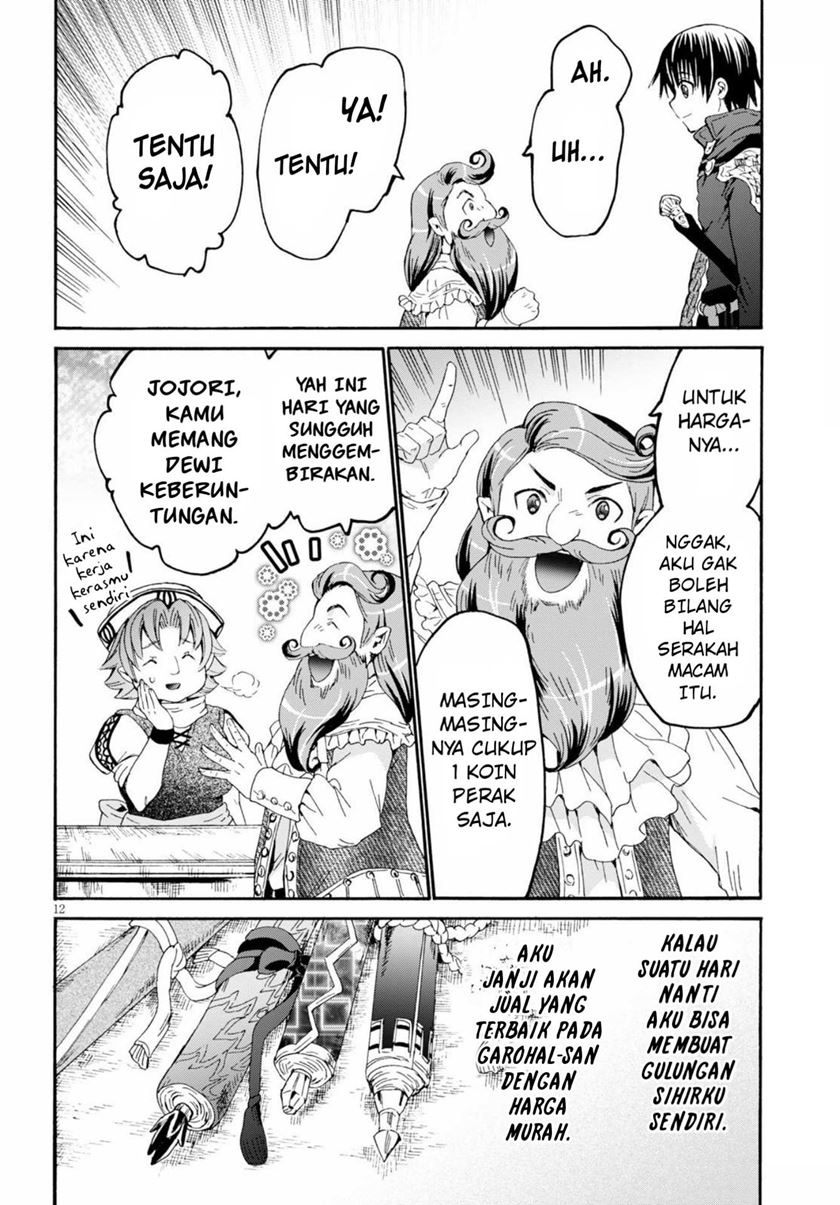 AH.
UH...
YA!
TENTU!
TENTU
SAJA!
UNTUK
HARGA-
NYA...
NGGAK,
AKU GAK
BOLEH
BILANG
HAL
SERAKAH
MACAM
ITU.
MASING-
MASING-
NYA CUKUP
1 KOIN
PERAK
SAJA.
YAH INI
HARI YANG
SUNGGUH
MENGGEM-
BIRAKAN.
JOJORI,
KAMU
MEMANG
DEWI
KEBERUN-
TUNGAN.
Ini
karena
kerja
kerasmu
sendiri
12
KALAU
SUATU HARI
NANTI
AKU BISA
MEMBUAT
GULUNGAN
SIHIRKU
SENDIRI.
AKU
JANJI AKAN
JUAL YANG
TERBAIK PADA
GAROHAL-SAN
DENGAN
HARGA
MURAH.